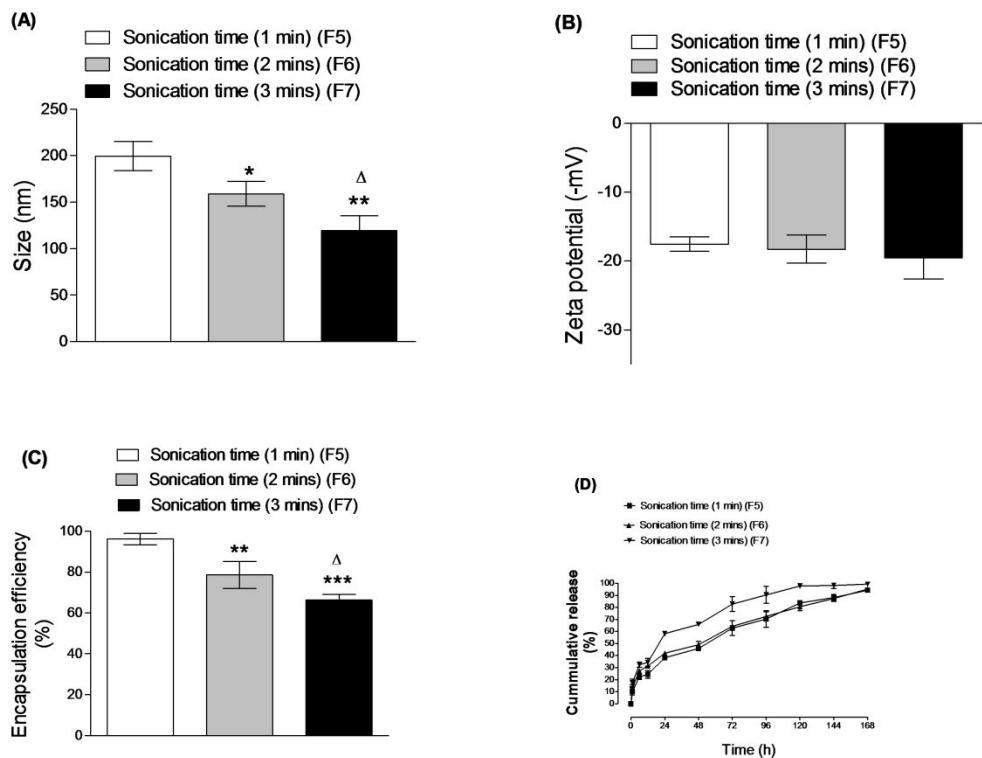 (A)
Sonication time (1 min) (F5)
Sonication time (2 mins) (F6)
Sonication time (3 mins) (F7)
250
200
150
100
50
0
Size (nm)
*
Δ
**
(B)
Sonication time (1 min) (F5)
Sonication time (2 mins) (F6)
Sonication time (3 mins) (F7)
0
-10
-20
-30
Zeta potential (-mV)
(C)
Sonication time (1 min) (F5)
Sonication time (2 mins) (F6)
Sonication time (3 mins) (F7)
100
80
60
40
20
0
Encapsulation efficiency
(%)
**
Δ
***
(D)
Sonication time (1 min) (F5)
Sonication time (2 mins) (F6)
Sonication time (3 mins) (F7)
100
90
80
70
60
50
40
30
20
10
0
Cummulative release
(%)
0 24 48 72 96 120 144 168
Time (h)